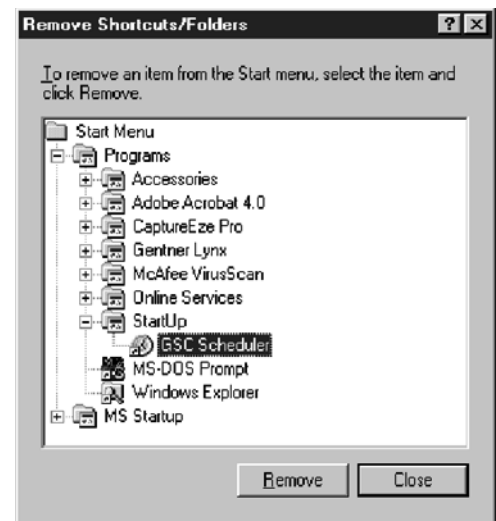 Remove Shortcuts/Folders
To remove an item from the Start menu, select the item and
click Remove.
Start Menu
Programs
Accessories
Adobe Acrobat 4.0
CaptureEze Pro
Gentner Lynx
McAfee VirusScan
Online Services
StartUp
GSC Scheduler
MS-DOS Prompt
Windows Explorer
MS Startup
Remove Close